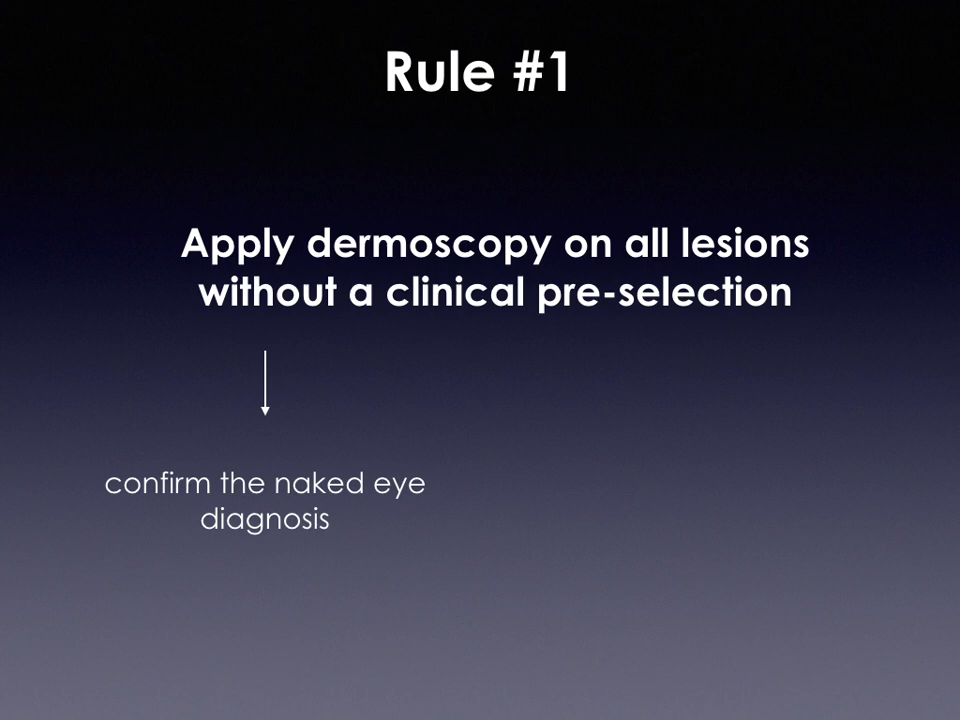 Rule #1
Apply dermoscopy on all lesions
without a clinical pre-selection
confirm the naked eye
diagnosis